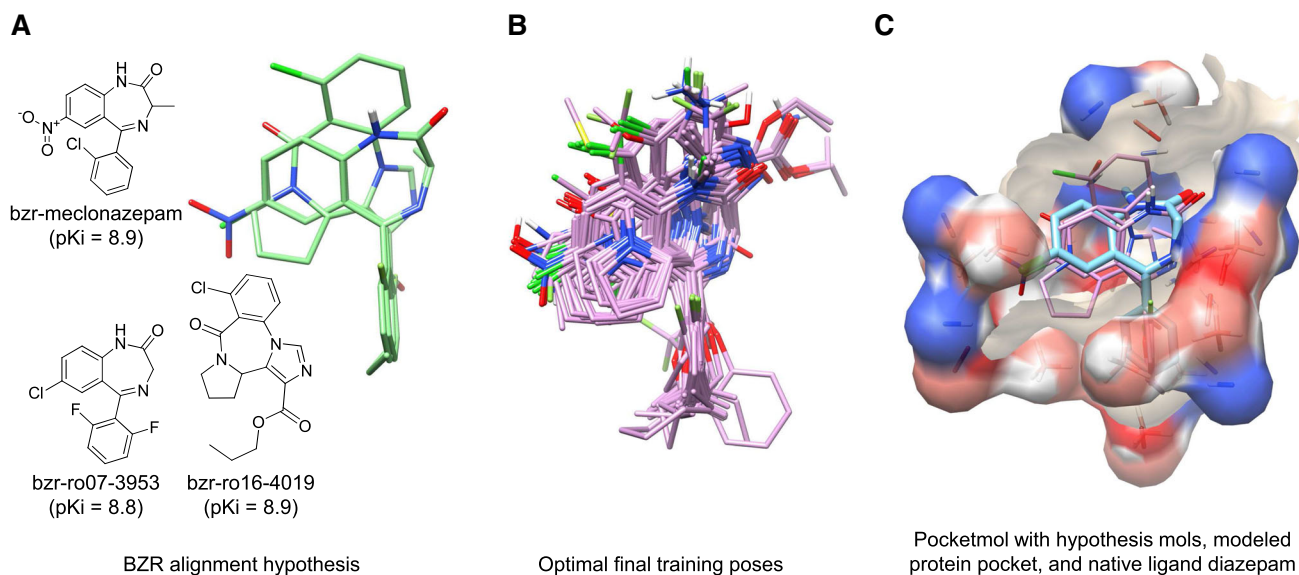 A
B
C
H
N
O
−O
N+
O
Cl
N
bzr-meclonazepam
(pKi = 8.9)
H
N
O
Cl
N
F
F
bzr-ro07-3953
(pKi = 8.8)
Cl
O
N
N
N
O
O
bzr-ro16-4019
(pKi = 8.9)
BZR alignment hypothesis
Optimal final training poses
Pocketmol with hypothesis mols, modeled
protein pocket, and native ligand diazepam